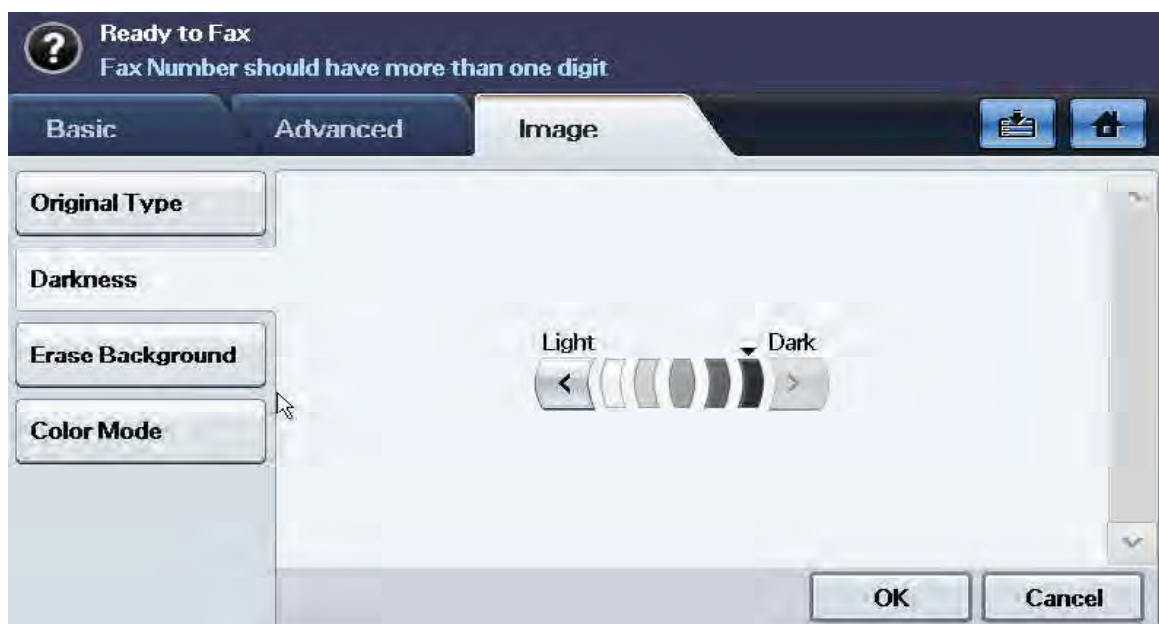 Ready to Fax
Fax Number should have more than one digit
Basic Advanced Image
Original Type
Darkness
Erase Background
Color Mode
Light Dark
OK Cancel